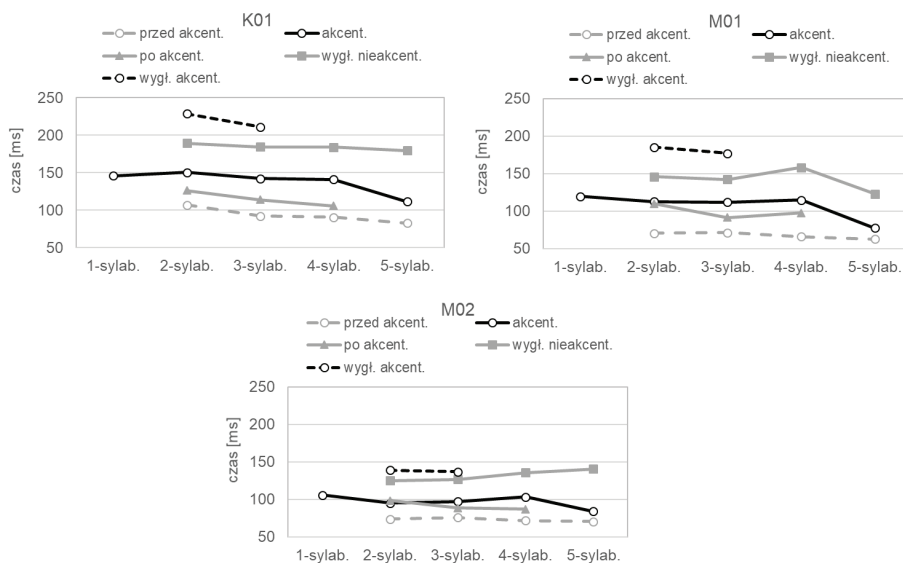 K01
przed akcent. akcent.
po akcent. wygł. nieakcent.
wygł. akcent.
250
200
150
100
50
czas [ms]
1-sylab. 2-sylab. 3-sylab. 4-sylab. 5-sylab.
M01
przed akcent. akcent.
po akcent. wygł. nieakcent.
wygł. akcent.
250
200
150
100
50
czas [ms]
1-sylab. 2-sylab. 3-sylab. 4-sylab. 5-sylab.
M02
przed akcent. akcent.
po akcent. wygł. nieakcent.
wygł. akcent.
250
200
150
100
50
czas [ms]
1-sylab. 2-sylab. 3-sylab. 4-sylab. 5-sylab.